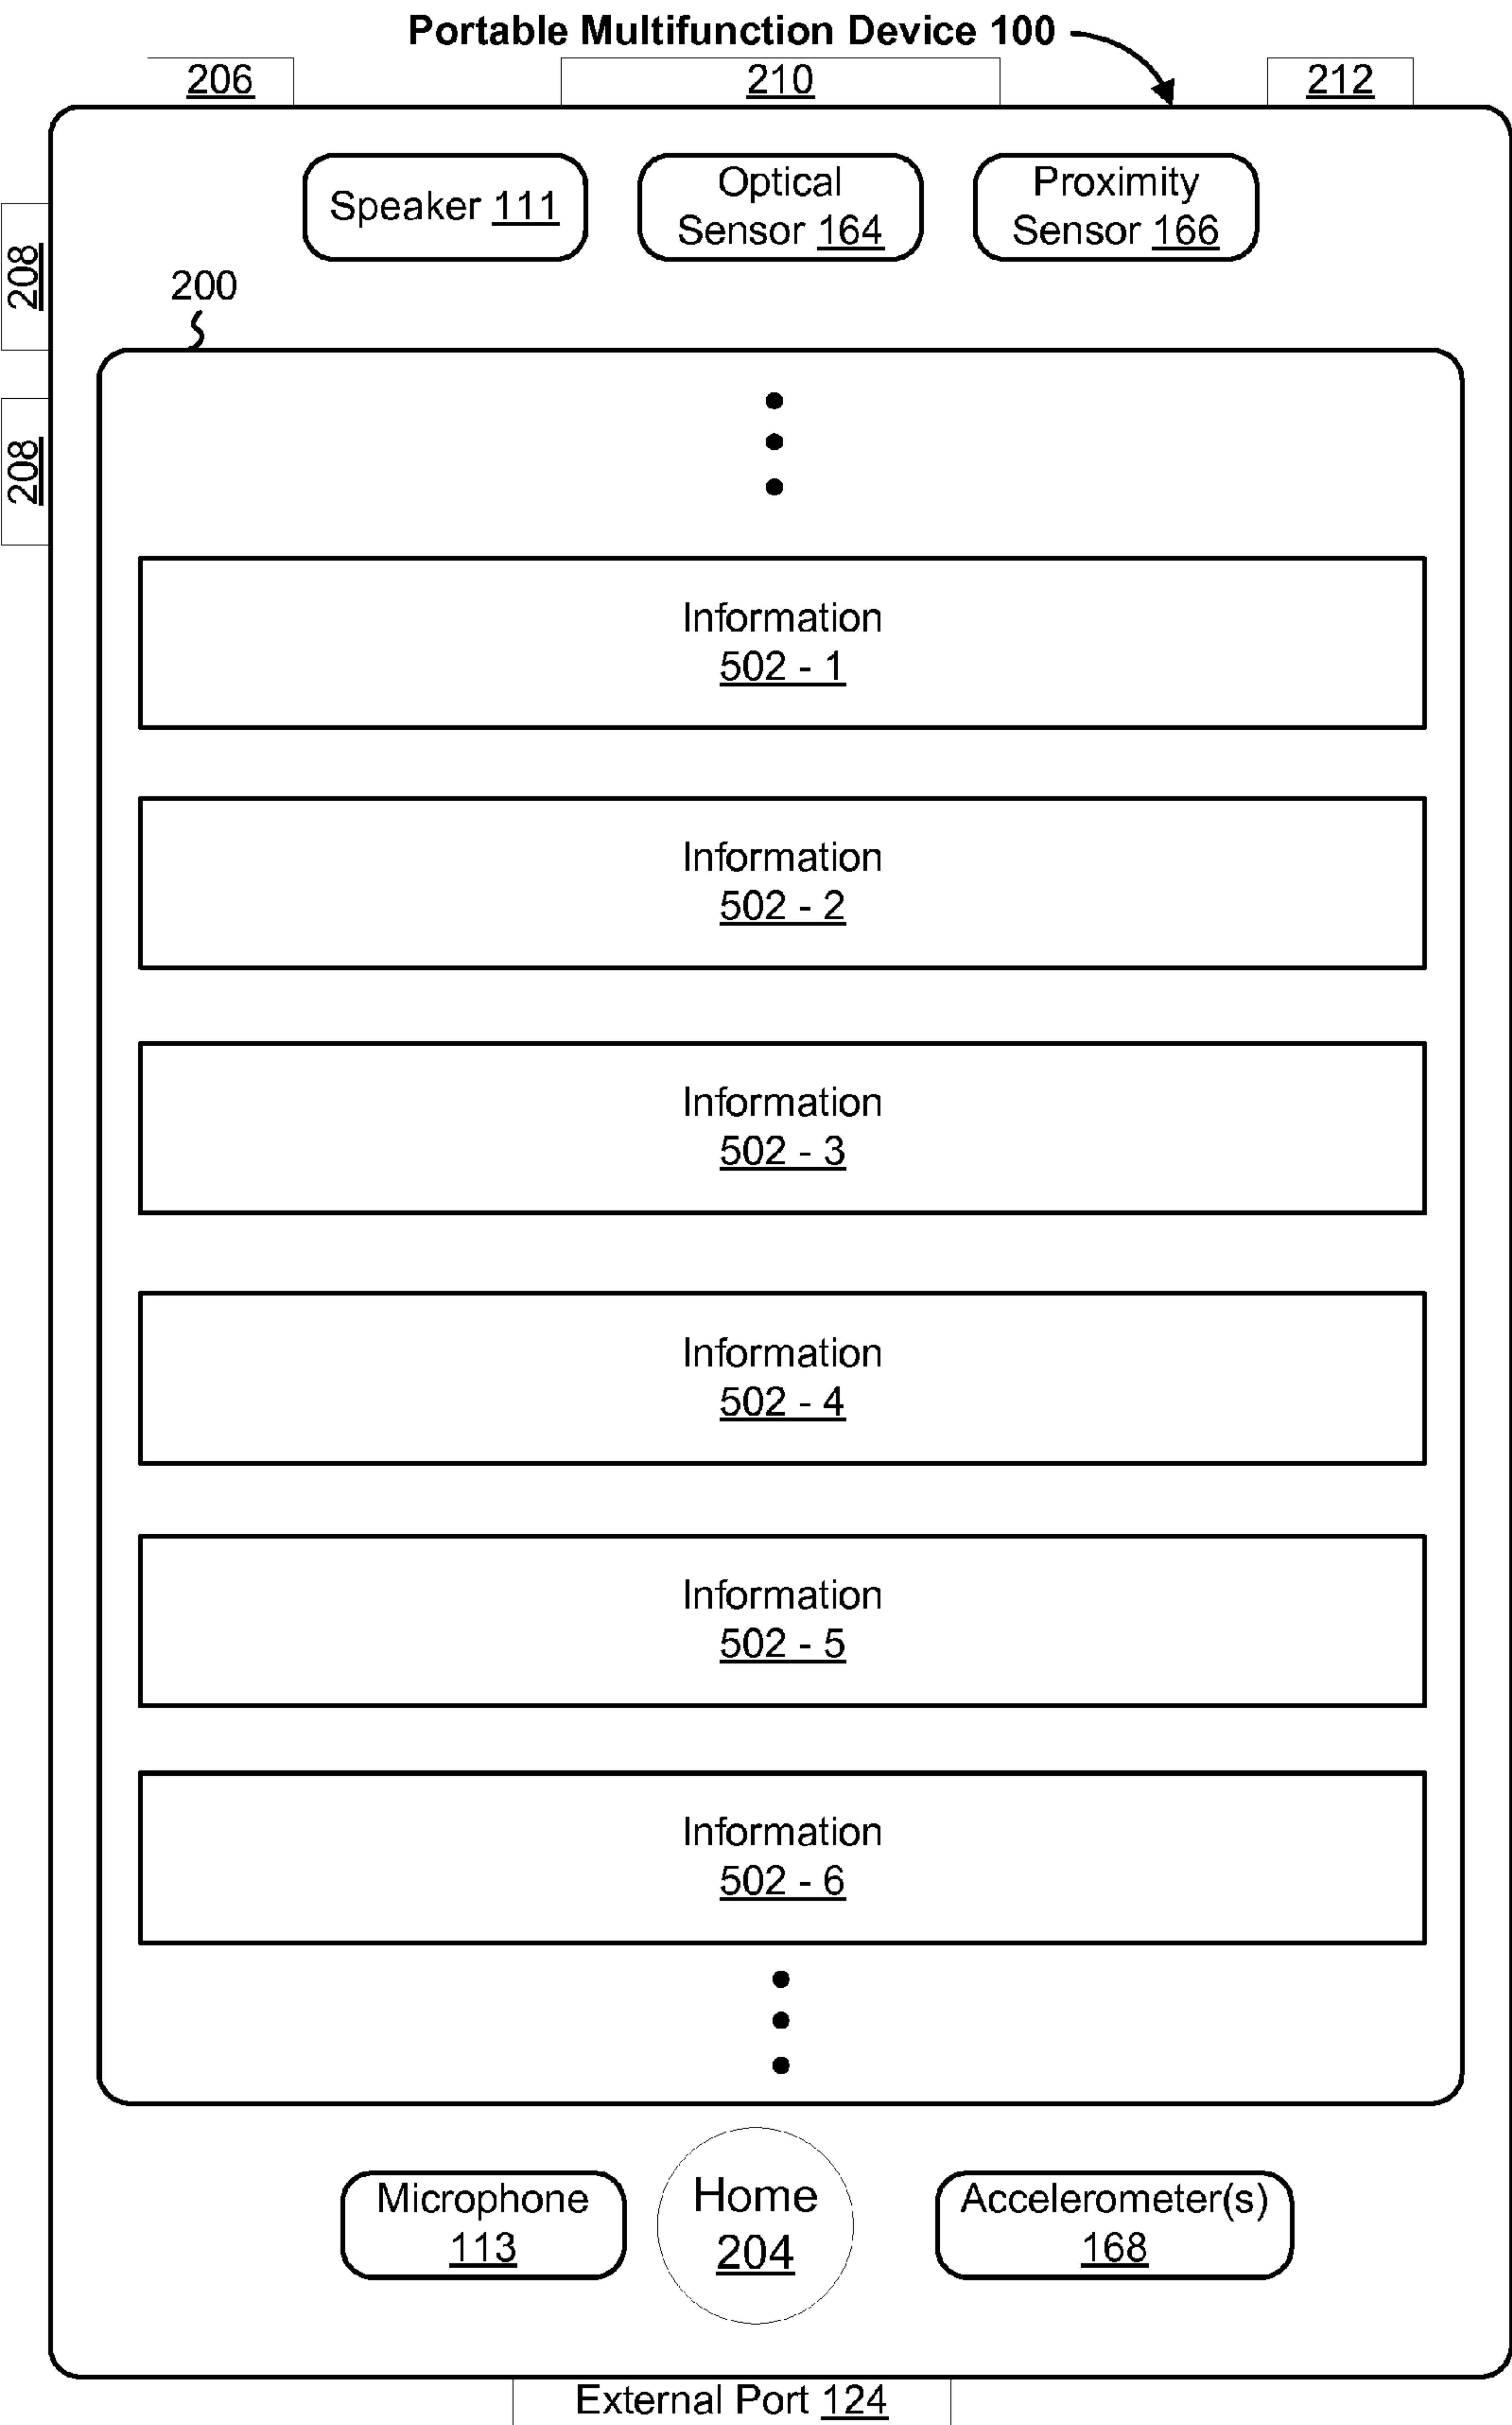 Portable Multifunction Device 100
206
210
212
Speaker 111
Optical
Sensor 164
Proximity
Sensor 166
208
200
208
Information
502 - 1
Information
502 - 2
Information
502 - 3
Information
502 - 4
Information
502 - 5
Information
502 - 6
Microphone
113
Home
204
Accelerometer(s)
168
External Port 124